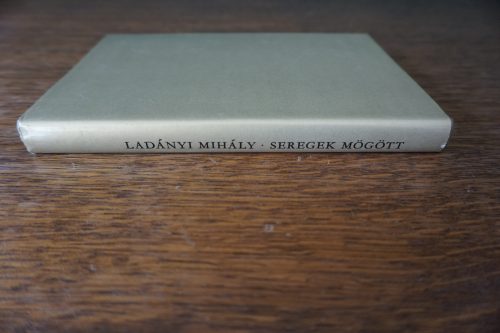 LADÁNYI MIHÁLY · SEREGEK MÖGÖTT